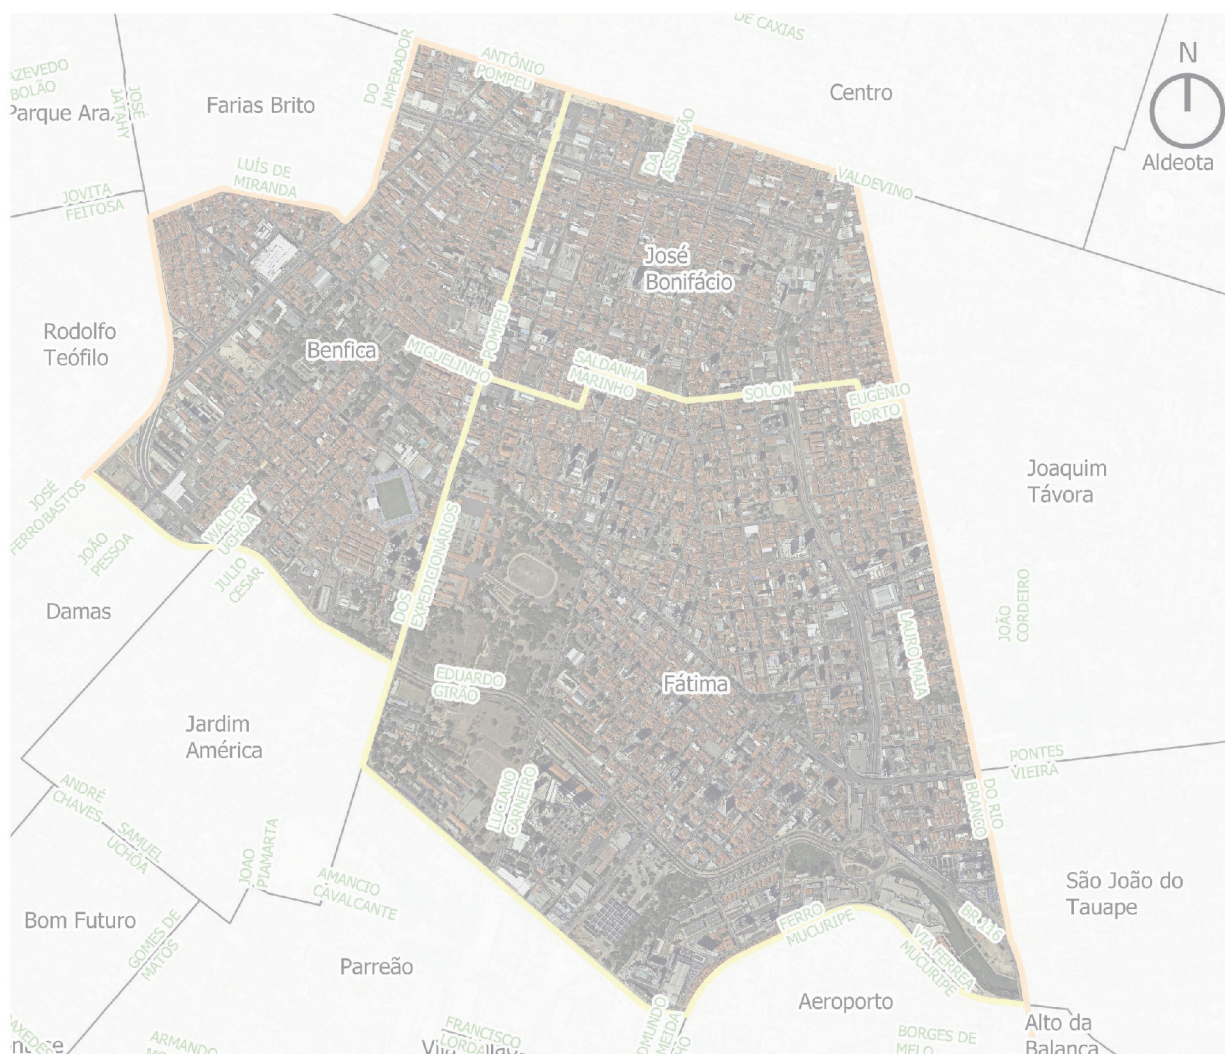 DE CAXIAS
N
Aldeota
AZEVEDO
BOLÃO
JOSÉ
JATAHY
Farias Brito
DO
IMPERADOR
ANTÔNIO
POMPEU
Centro
DA
ASSUNÇÃO
LUÍS DE
MIRANDA
JOVITA
FEITOSA
VALDEVINO
José
Bonifácio
Rodolfo
Teófilo
Benfica
MIGUELINHO
POMPEU
SALDANHA
MARINHO
SOLON
EUGÊNIO
PORTO
Joaquim
Távora
JOSÉ
JOÃO
PESSOA
WALDERY
UCHÔA
JULIO
CESAR
DOS
EXPEDICIONÁRIOS
JOÃO
CORDEIRO
Damas
LAURO MAIA
EDUARDO
GIRÃO
Fátima
Jardim
América
PONTES
VIEIRA
DO RIO
BRANCO
LUCIANO
CARNEIRO
ANDRÉ
CHAVES
SAMUEL
UCHÔA
JOÃO
PIAMARTA
AMANCIO
CAVALCANTE
São João do
Tauape
Bom Futuro
GOMES DE
MATOS
FERRO
MUCURIPE
BR-116
VIA FERREA
MUCURIPE
Parreão
Aeroporto
FRANCISCO
LORDA
ARMANDO
BORGES DE
MELO
Alto da
Balança